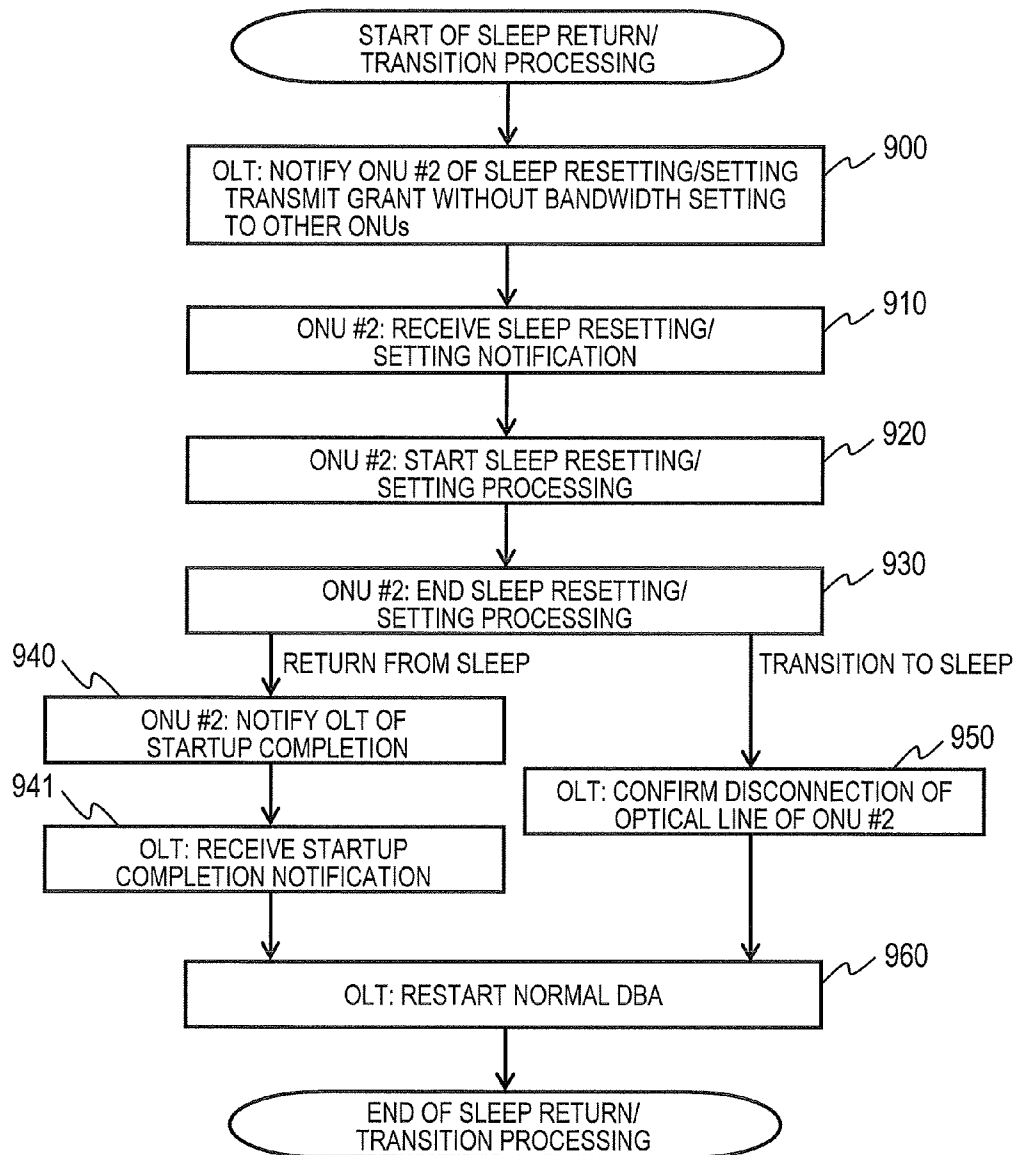 START OF SLEEP RETURN/
TRANSITION PROCESSING
900
OLT: NOTIFY ONU #2 OF SLEEP RESETTING/SETTING
TRANSMIT GRANT WITHOUT BANDWIDTH SETTING
TO OTHER ONUs
910
ONU #2: RECEIVE SLEEP RESETTING/
SETTING NOTIFICATION
920
ONU #2: START SLEEP RESETTING/
SETTING PROCESSING
930
ONU #2: END SLEEP RESETTING/
SETTING PROCESSING
940
RETURN FROM SLEEP
TRANSITION TO SLEEP
ONU #2: NOTIFY OLT OF
STARTUP COMPLETION
950
941
OLT: CONFIRM DISCONNECTION OF
OPTICAL LINE OF ONU #2
OLT: RECEIVE STARTUP
COMPLETION NOTIFICATION
960
OLT: RESTART NORMAL DBA
END OF SLEEP RETURN/
TRANSITION PROCESSING